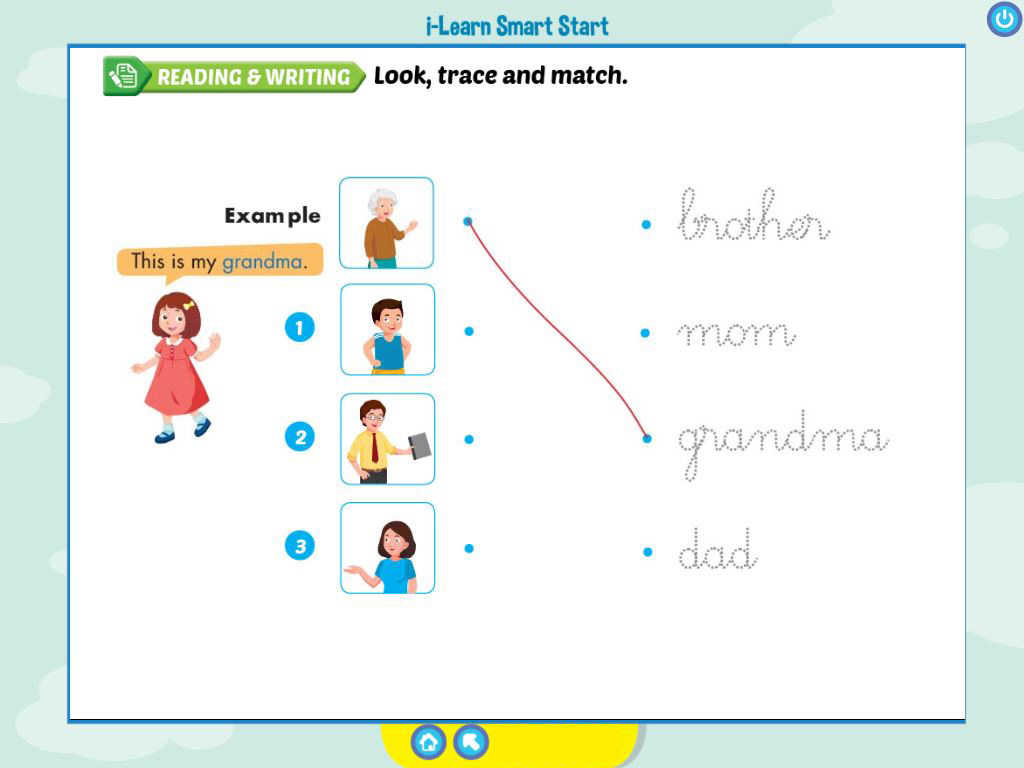 i-Learn Smart Start
READING & WRITING Look, trace and match.
Example
This is my grandma.
1
2
3
brother
mom
grandma
dad